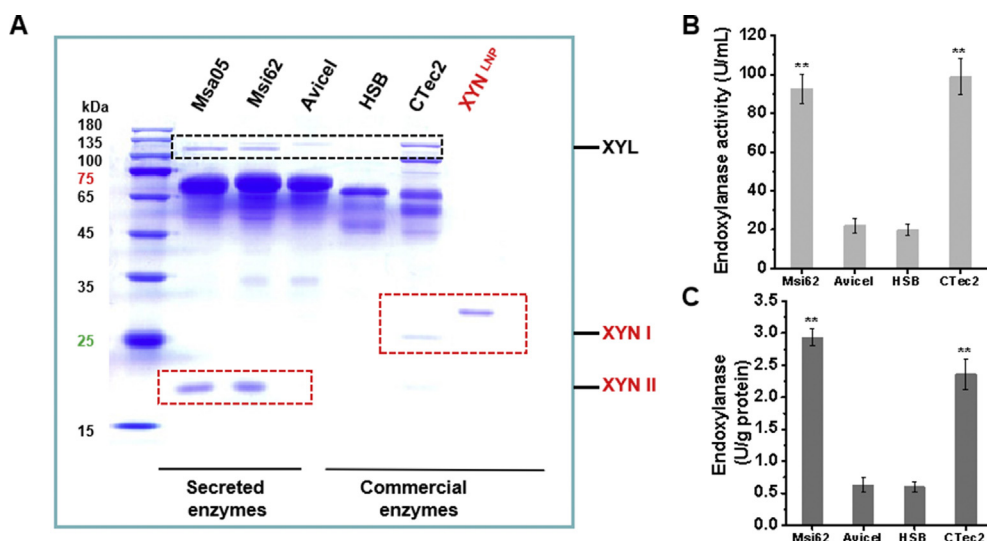 A
Msa05
Msi62
Avicel
HSB
CTec2
XYN LNP
kDa
180
135
100
75
65
45
35
25
15
XYL
XYN I
XYN II
Secreted
enzymes
Commercial
enzymes
B
Endoxylanase activity (U/mL)
120
100
80
60
40
20
0
**
**
Msi62 Avicel HSB CTec2
C
Endoxylanase
(U/g protein)
3.5
3.0
2.5
2.0
1.5
1.0
0.5
0.0
**
**
Msi62 Avicel HSB CTec2